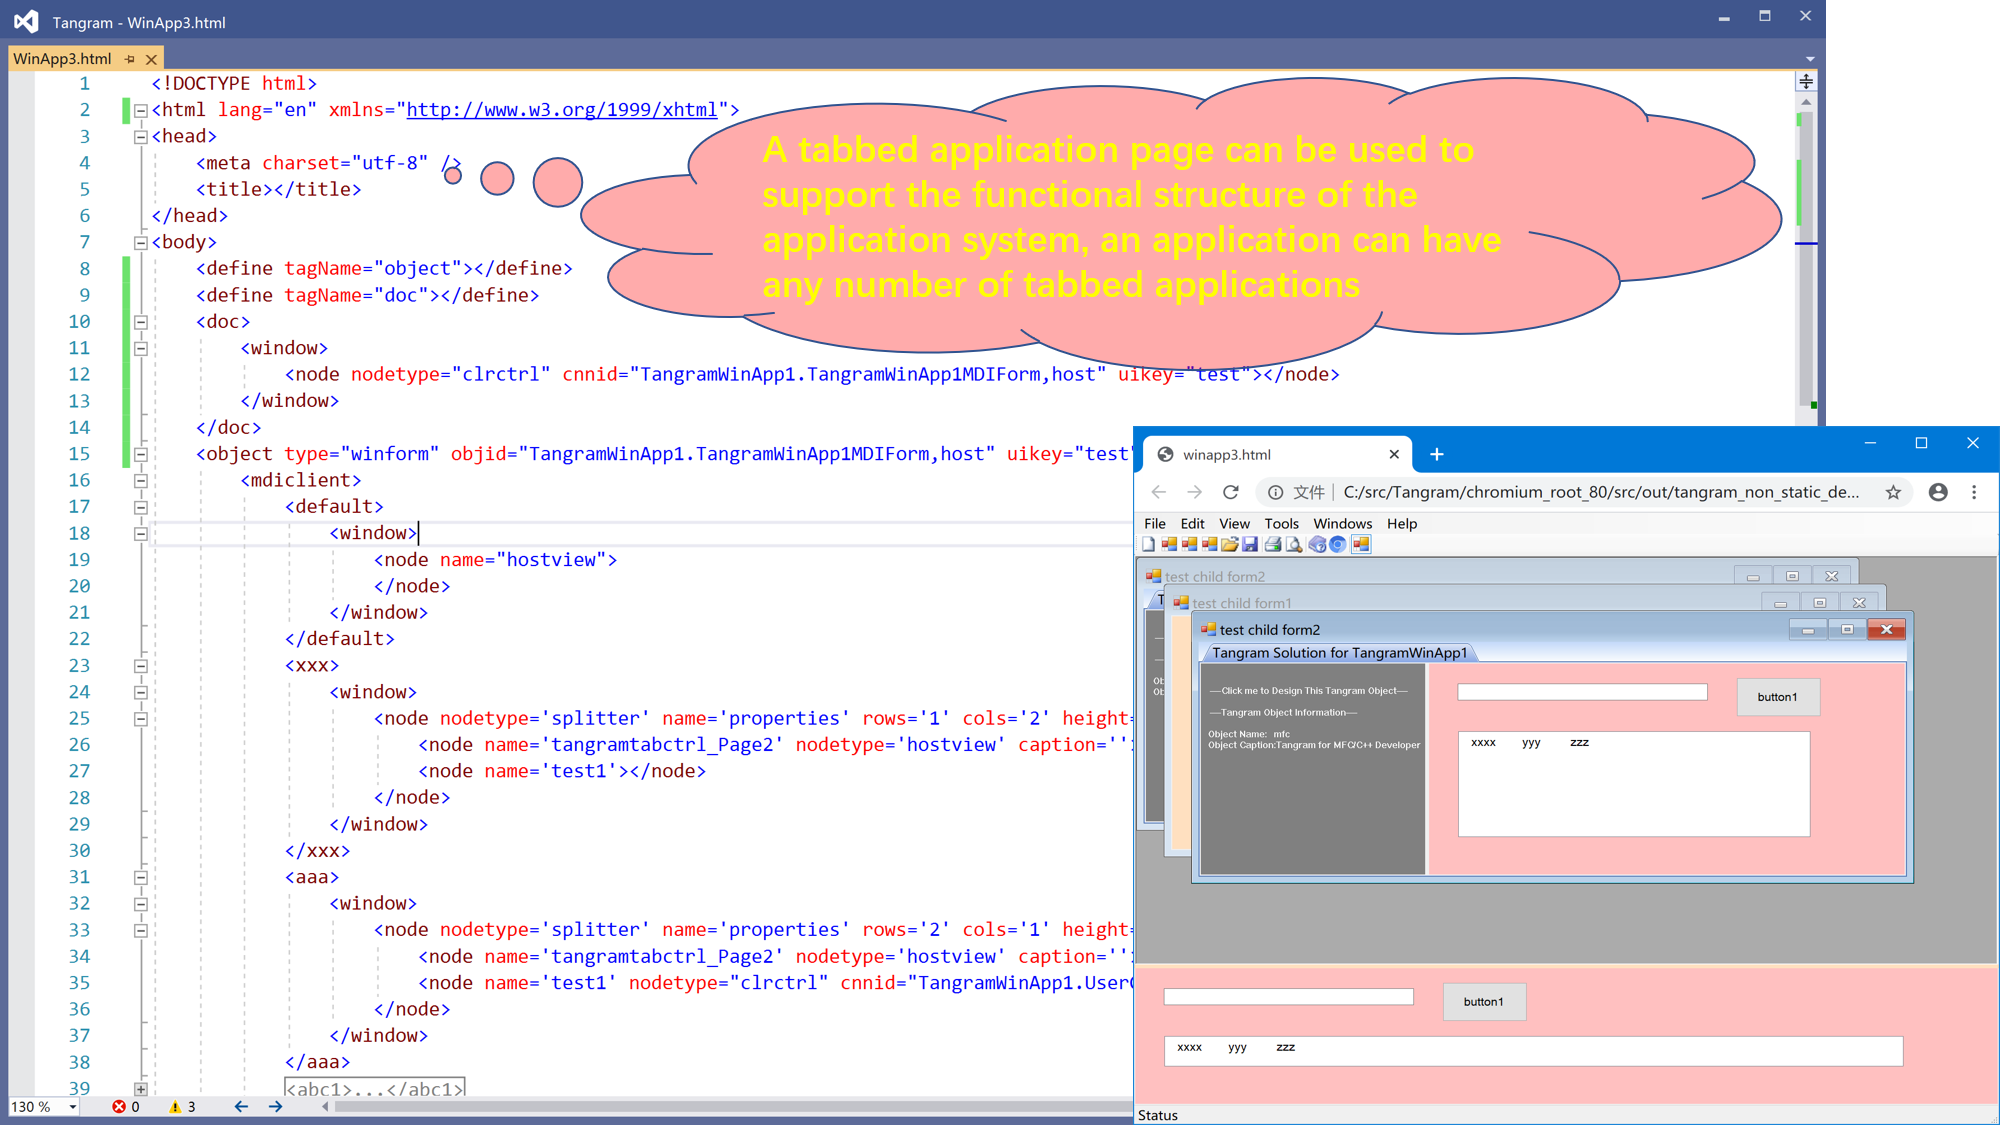 Tangram - WinApp3.html
WinApp3.html
1 <!DOCTYPE html>
2 <html lang="en" xmlns="http://www.w3.org/1999/xhtml">
3 <head>
4 <meta charset="utf-8" />
5 <title></title>
6 </head>
7 <body>
8 <define tagName="object"></define>
9 <define tagName="doc"></define>
10 <doc>
11 <window>
12 <node nodetype="clrctrl" cnnid="TangramWinApp1.TangramWinApp1MDIForm,host" uikey="test"></node>
13 </window>
14 </doc>
15 <object type="winform" objid="TangramWinApp1.TangramWinApp1MDIForm,host" uikey="test"
16 <mdiclient>
17 <default>
18 <window>
19 <node name="hostview">
20 </node>
21 </window>
22 </default>
23 <xxx>
24 <window>
25 <node nodetype='splitter' name='properties' rows='1' cols='2' height=
26 <node name='tangramtabctrl_Page2' nodetype='hostview' caption=''
27 <node name='test1'></node>
28 </node>
29 </window>
30 </xxx>
31 <aaa>
32 <window>
33 <node nodetype='splitter' name='properties' rows='2' cols='1' height=
34 <node name='tangramtabctrl_Page2' nodetype='hostview' caption=''
35 <node name='test1' nodetype="clrctrl" cnnid="TangramWinApp1.User
36 </node>
37 </window>
38 </aaa>
39 <abc1>...</abc1>
130 % 0 3
A tabbed application page can be used to
support the functional structure of the
application system, an application can have
any number of tabbed applications
winapp3.html
文件 C:/src/Tangram/chromium_root_80/src/out/tangram_non_static_de...
File Edit View Tools Windows Help
test child form2
test child form1
test child form2
Tangram Solution for TangramWinApp1
T
Ob
Ob
----Click me to Design This Tangram Object----
----Tangram Object Information----
Object Name: mfc
Object Caption:Tangram for MFC/C++ Developer
button1
xxxx yyy zzz
button1
xxxx yyy zzz
Status